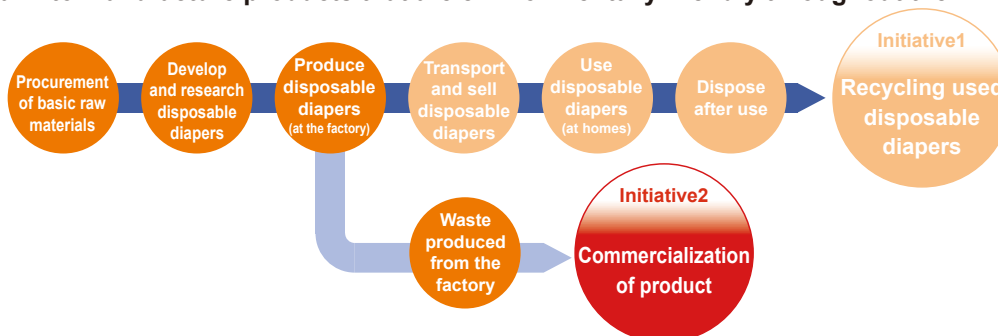 Procurement
of basic raw
materials
Develop
and research
disposable
diapers
Produce
disposable
diapers
(at the factory)
Transport
and sell
disposable
diapers
Use
disposable
diapers
(at homes)
Dispose
after use
Initiative1
Recycling used
disposable
diapers
Waste
produced
from the
factory
Initiative2
Commercialization
of product